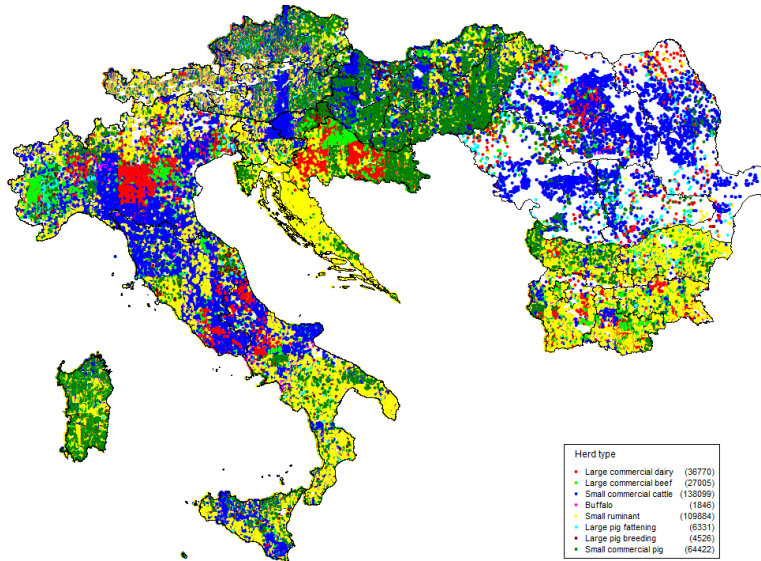 Herd type
Large commercial dairy (36770)
Large commercial beef (27005)
Small commercial cattle (138099)
Buffalo (1846)
Small ruminant (109884)
Large pig fattening (6331)
Large pig breeding (4526)
Small commercial pig (64422)